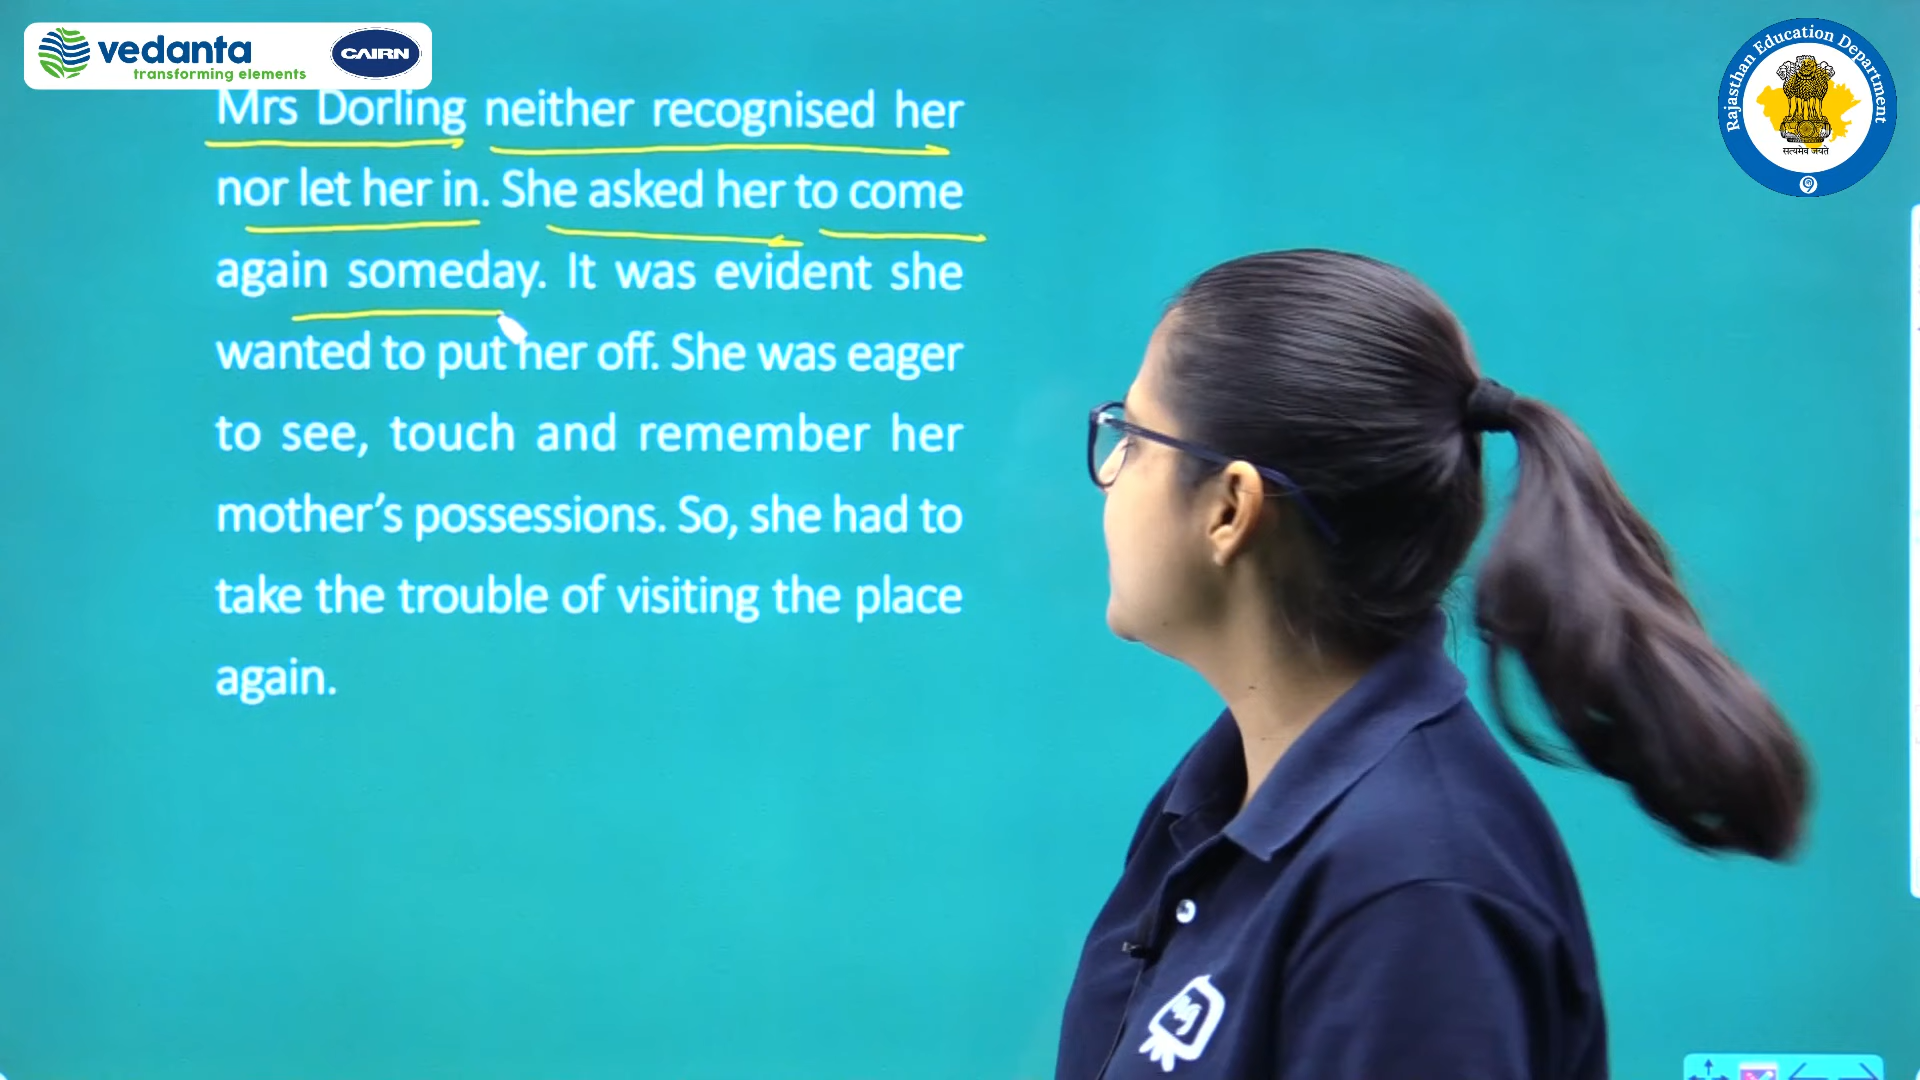 vedanta
transforming elements
CAIRN
Rajasthan Education Department
सत्यमेव जयते
Mrs Dorling neither recognised her
nor let her in. She asked her to come
again someday. It was evident she
wanted to put her off. She was eager
to see, touch and remember her
mother’s possessions. So, she had to
take the trouble of visiting the place
again.